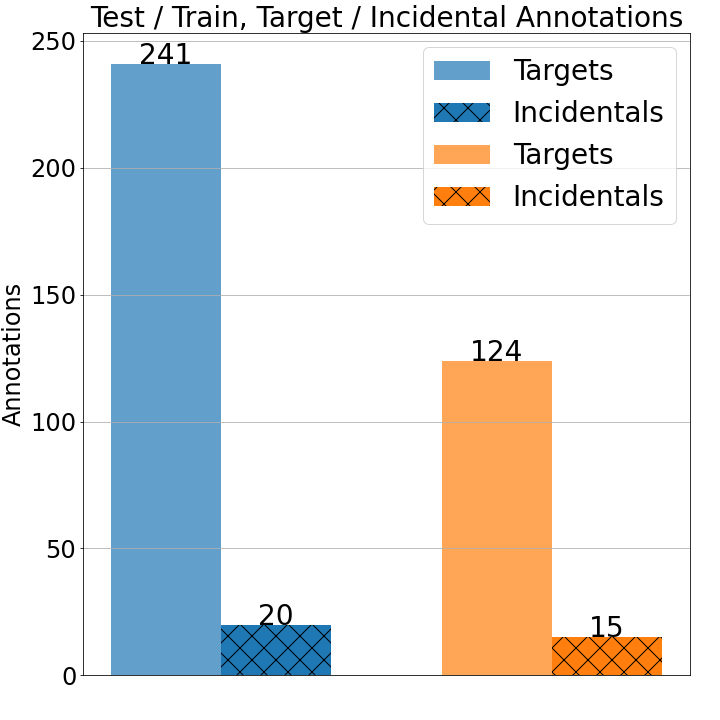 Test / Train, Target / Incidental Annotations
250
200
150
100
50
0
Annotations
241
20
124
15
Targets
Incidentals
Targets
Incidentals